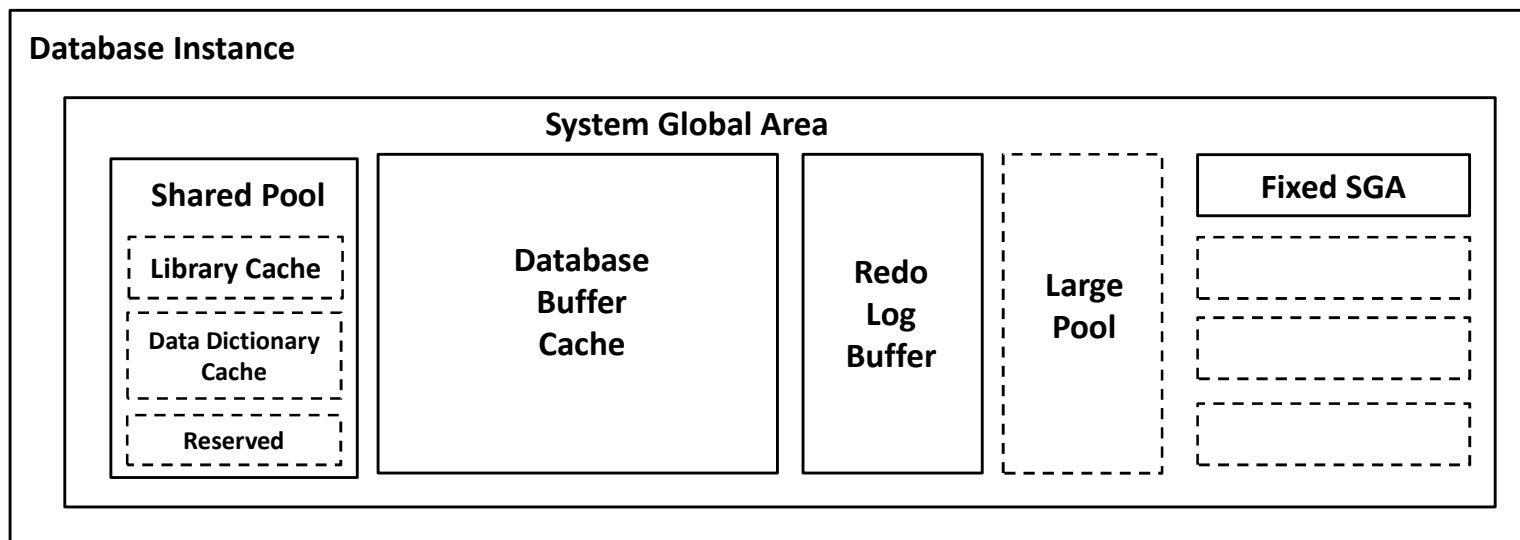 Database Instance
System Global Area
Shared Pool
Library Cache
Data Dictionary
Cache
Reserved
Database
Buffer
Cache
Redo
Log
Buffer
Large
Pool
Fixed SGA